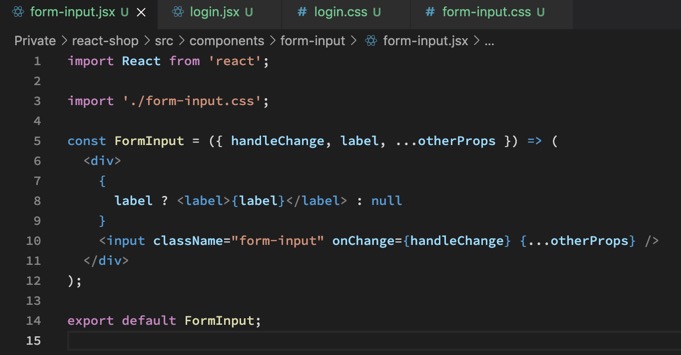 form-input.jsx U × login.jsx U # login.css U # form-input.css U
Private > react-shop > src > components > form-input > form-input.jsx > ...
1 import React from 'react';
2
3 import './form-input.css';
4
5 const FormInput = ({ handleChange, label, ...otherProps }) => (
6 <div>
7 {
8 label ? <label>{label}</label> : null
9 }
10 <input className="form-input" onChange={handleChange} {...otherProps} />
11 </div>
12 );
13
14 export default FormInput;
15